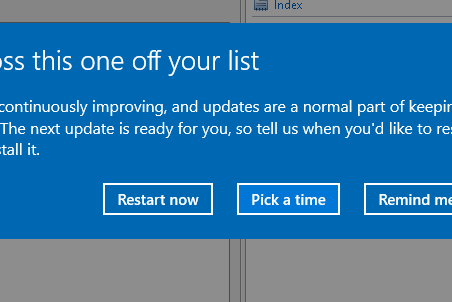 Index
ss this one off your list
continuously improving, and updates are a normal part of keepin
The next update is ready for you, so tell us when you'd like to res
tall it.
Restart now
Pick a time
Remind me